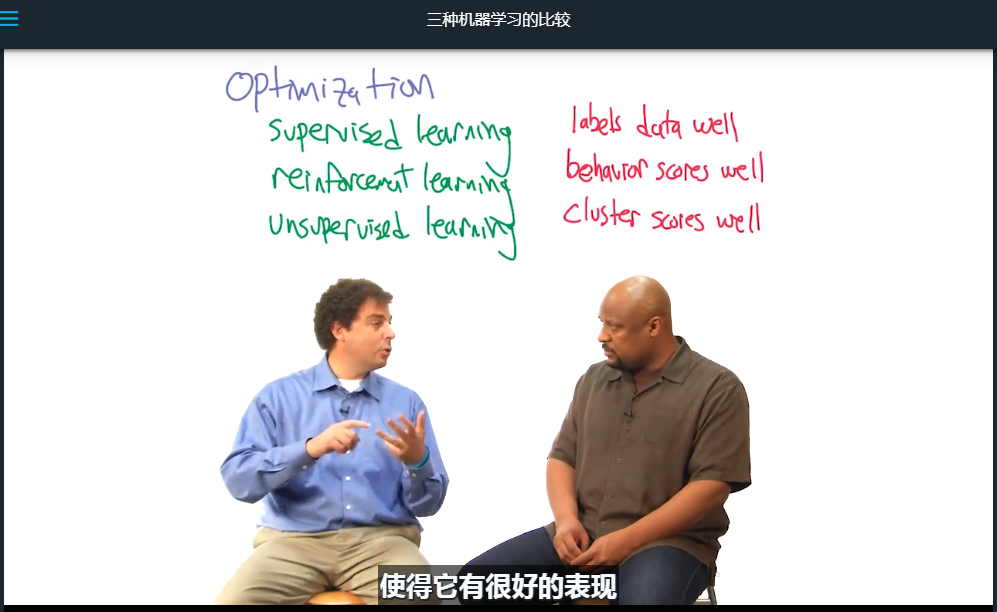 三种机器学习的比较
Optimization
supervised learning
labels data well
reinforcement learning
behavior scores well
unsupervised learning
cluster scores well
使得它有很好的表现